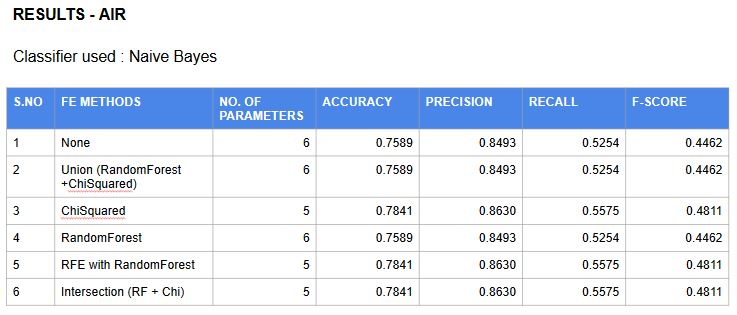 RESULTS - AIR
Classifier used : Naive Bayes
S.NO FE METHODS NO. OF PARAMETERS ACCURACY PRECISION RECALL F-SCORE
1 None 6 0.7589 0.8493 0.5254 0.4462
2 Union (RandomForest +ChiSquared) 6 0.7589 0.8493 0.5254 0.4462
3 ChiSquared 5 0.7841 0.8630 0.5575 0.4811
4 RandomForest 6 0.7589 0.8493 0.5254 0.4462
5 RFE with RandomForest 5 0.7841 0.8630 0.5575 0.4811
6 Intersection (RF + Chi) 5 0.7841 0.8630 0.5575 0.4811